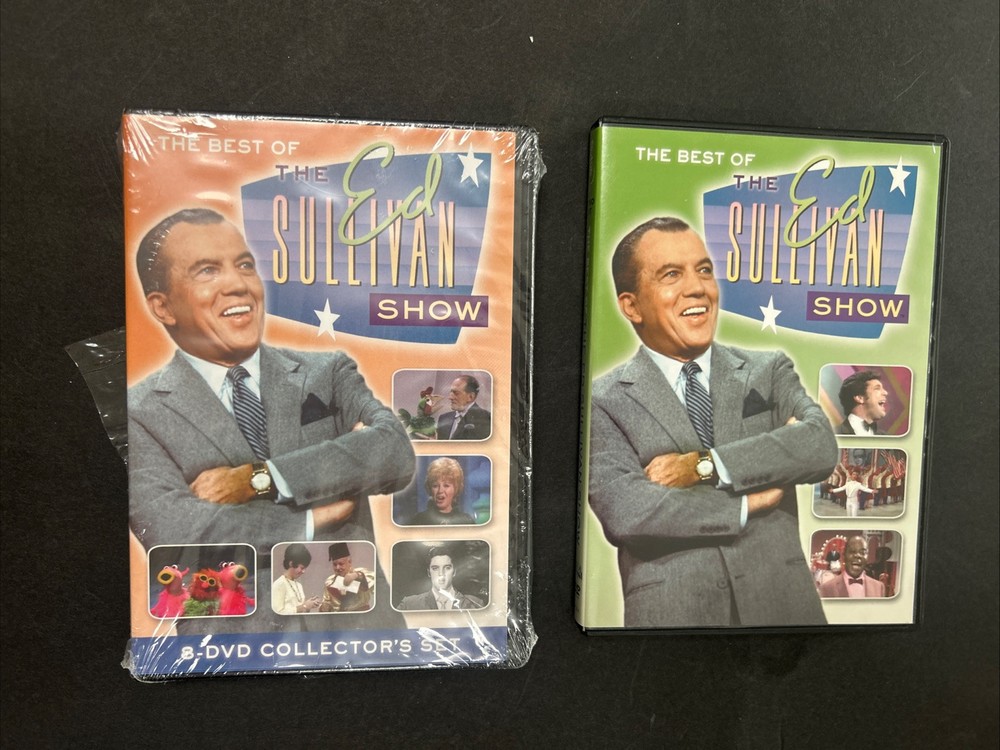 THE BEST OF
THE Ed
SULLIVAN
SHOW
8-DVD COLLECTOR'S SET
THE BEST OF
THE Ed
SULLIVAN
SHOW